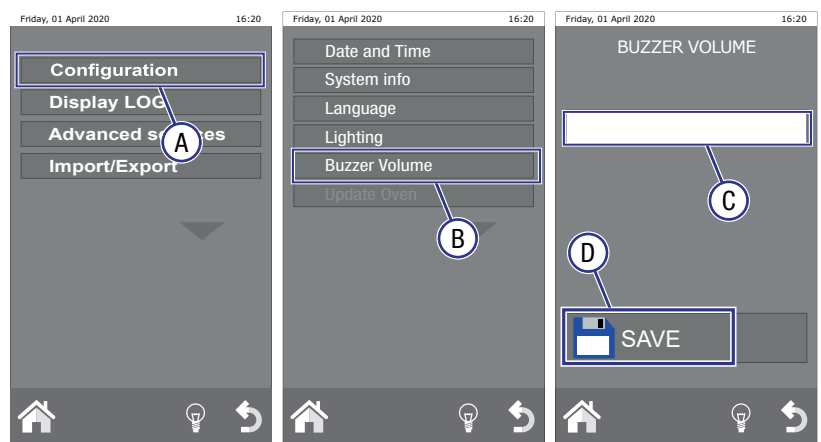 Friday, 01 April 2020 16:20
Configuration
Display LOG
Advanced
Import/Export
A
Friday, 01 April 2020 16:20
Date and Time
System info
Language
Lighting
Buzzer Volume
Update Oven
B
Friday, 01 April 2020 16:20
BUZZER VOLUME
C
D
SAVE